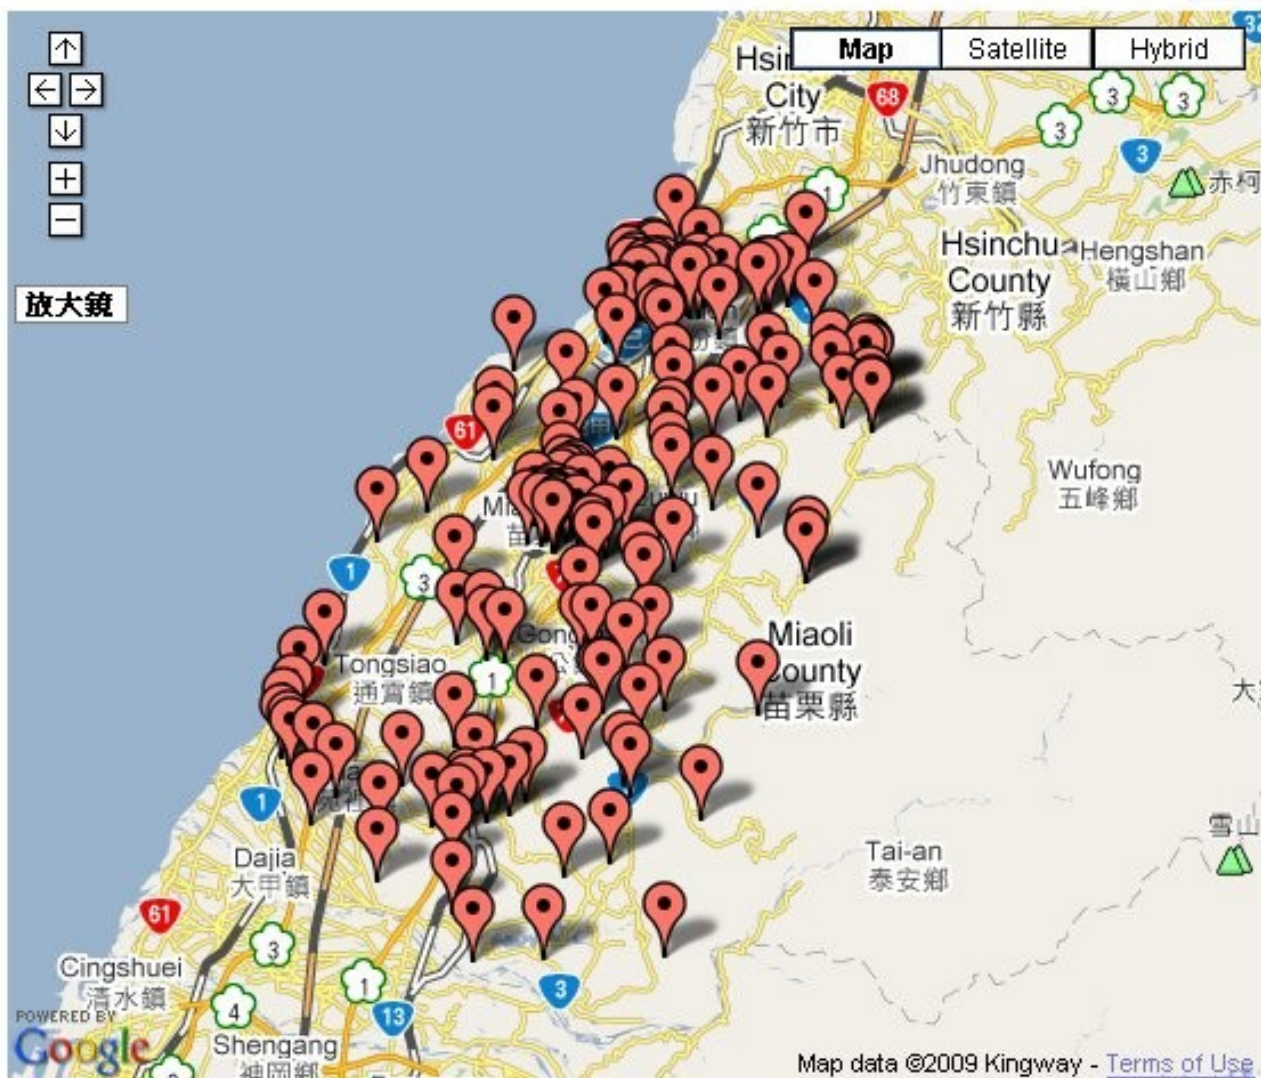 Map
Satellite
Hybrid
City
新竹市
68
3
3
3
3
1
Jhudong
竹東鎮
赤柯
Hsinchu
County
新竹縣
Hengshan
橫山鄉
放大鏡
61
Wufong
五峰鄉
1
3
Miaoli
County
苗栗縣
Tongsiao
通霄鎮
1
大
1
Dajia
大甲鎮
Tai-an
泰安鄉
雪山
61
3
Cingshuei
清水鎮
4
1
3
13
POWERED BY
Google
Shengang
神岡鄉
Map data ©2009 Kingway - Terms of Use